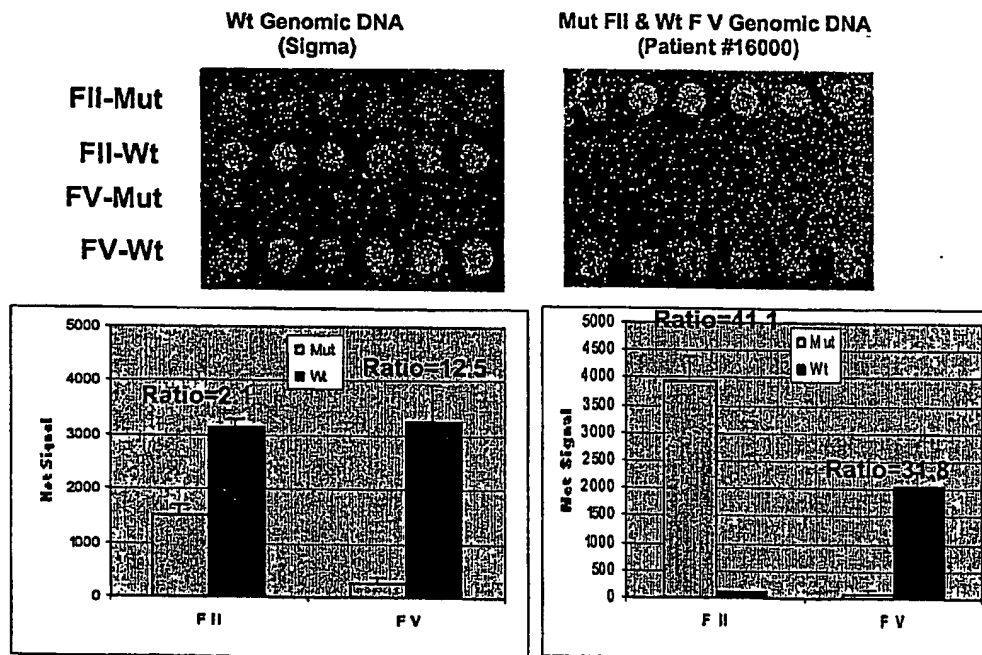 Wt Genomic DNA
(Sigma)
Mut FII & Wt F V Genomic DNA
(Patient #16000)
FII-Mut
FII-Wt
FV-Mut
FV-Wt
5000
4000
3000
2000
1000
0
Net Signal
Mut
Wt
Ratio=2.1
Ratio=12.5
F II
F V
5000
4500
4000
3500
3000
2500
2000
1500
1000
500
0
Net Signal
Ratio=41.1
Mut
Wt
Ratio=31.8
F II
F V